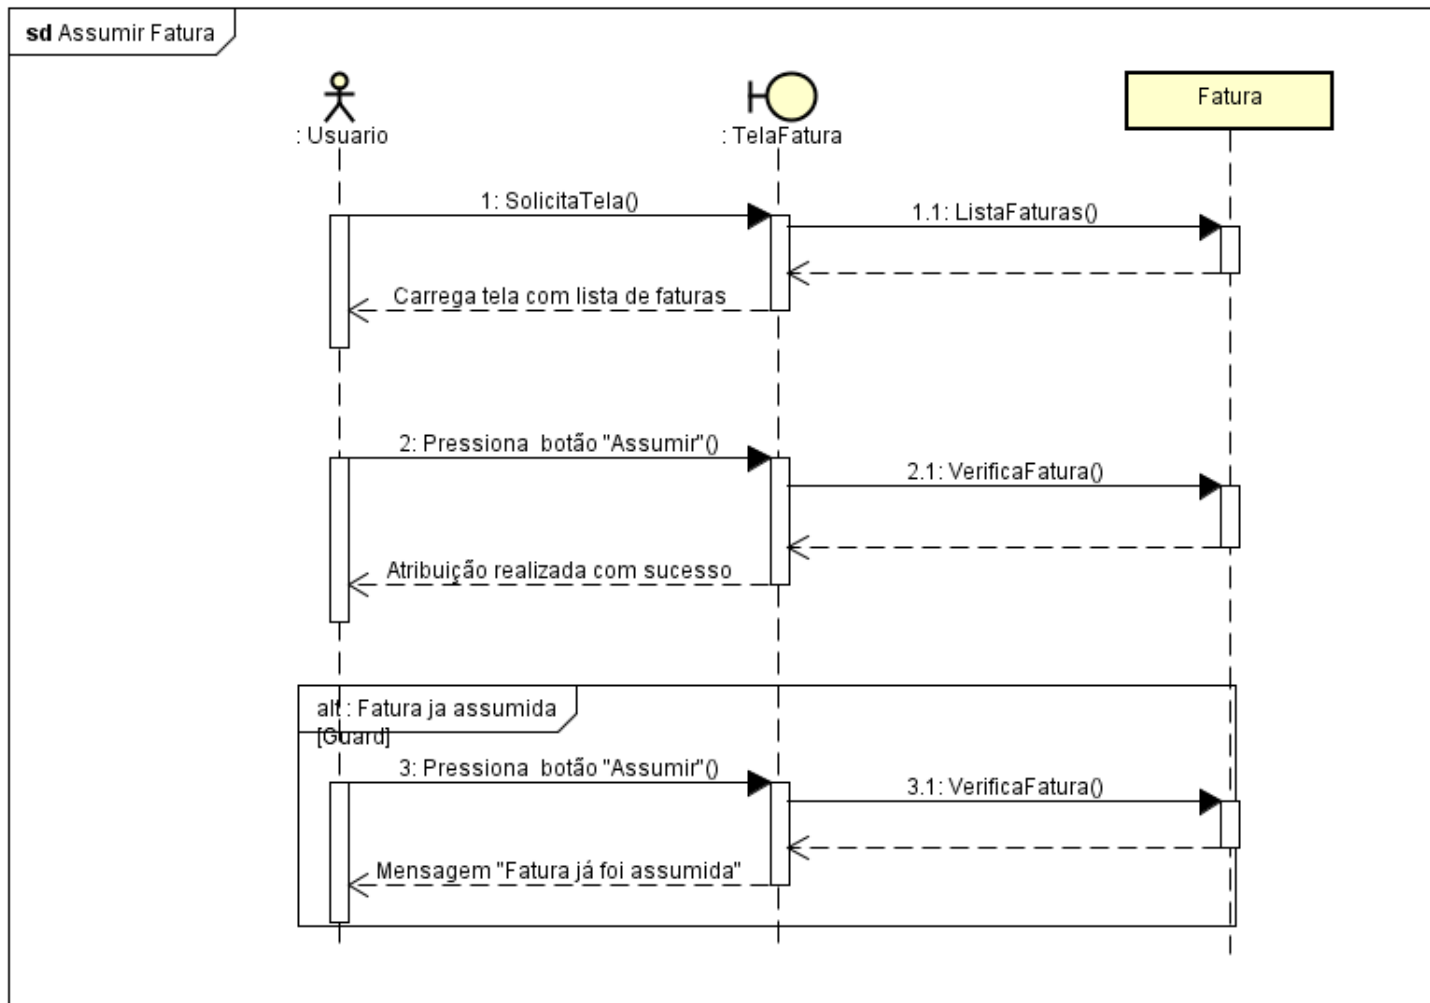 sd Assumir Fatura
: Usuario
: TelaFatura
Fatura
1: SolicitaTela()
1.1: ListaFaturas()
Carrega tela com lista de faturas
2: Pressiona  botão "Assumir"()
2.1: VerificaFatura()
Atribuição realizada com sucesso
alt : Fatura ja assumida
[Guard]
3: Pressiona  botão "Assumir"()
3.1: VerificaFatura()
Mensagem "Fatura já foi assumida"